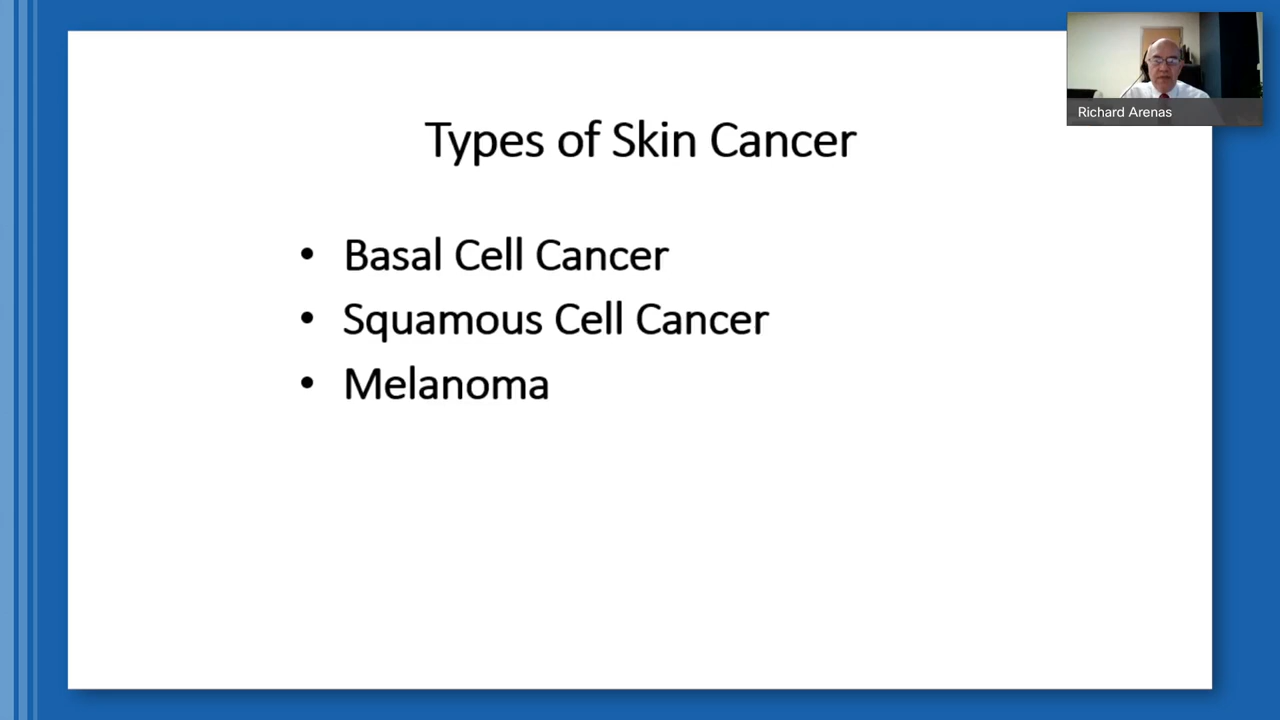 Richard Arenas
Types of Skin Cancer
• Basal Cell Cancer
• Squamous Cell Cancer
• Melanoma